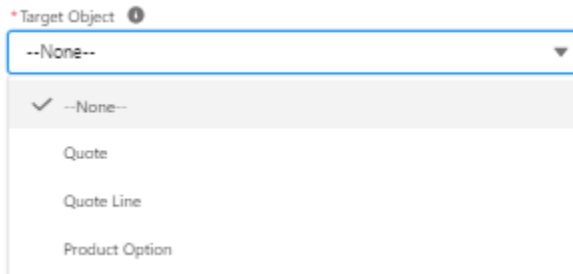 *Target Object
--None--
--None--
Quote
Quote Line
Product Option